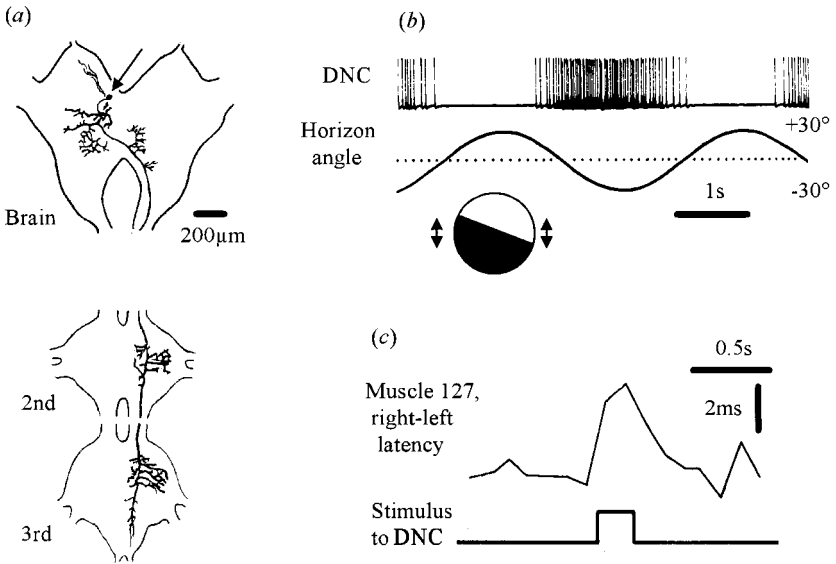 (a)
Brain
200µm
2nd
3rd
(b)
DNC
Horizon
angle
+30°
-30°
1s
(c)
0.5s
Muscle 127,
right-left
latency
2ms
Stimulus
to DNC